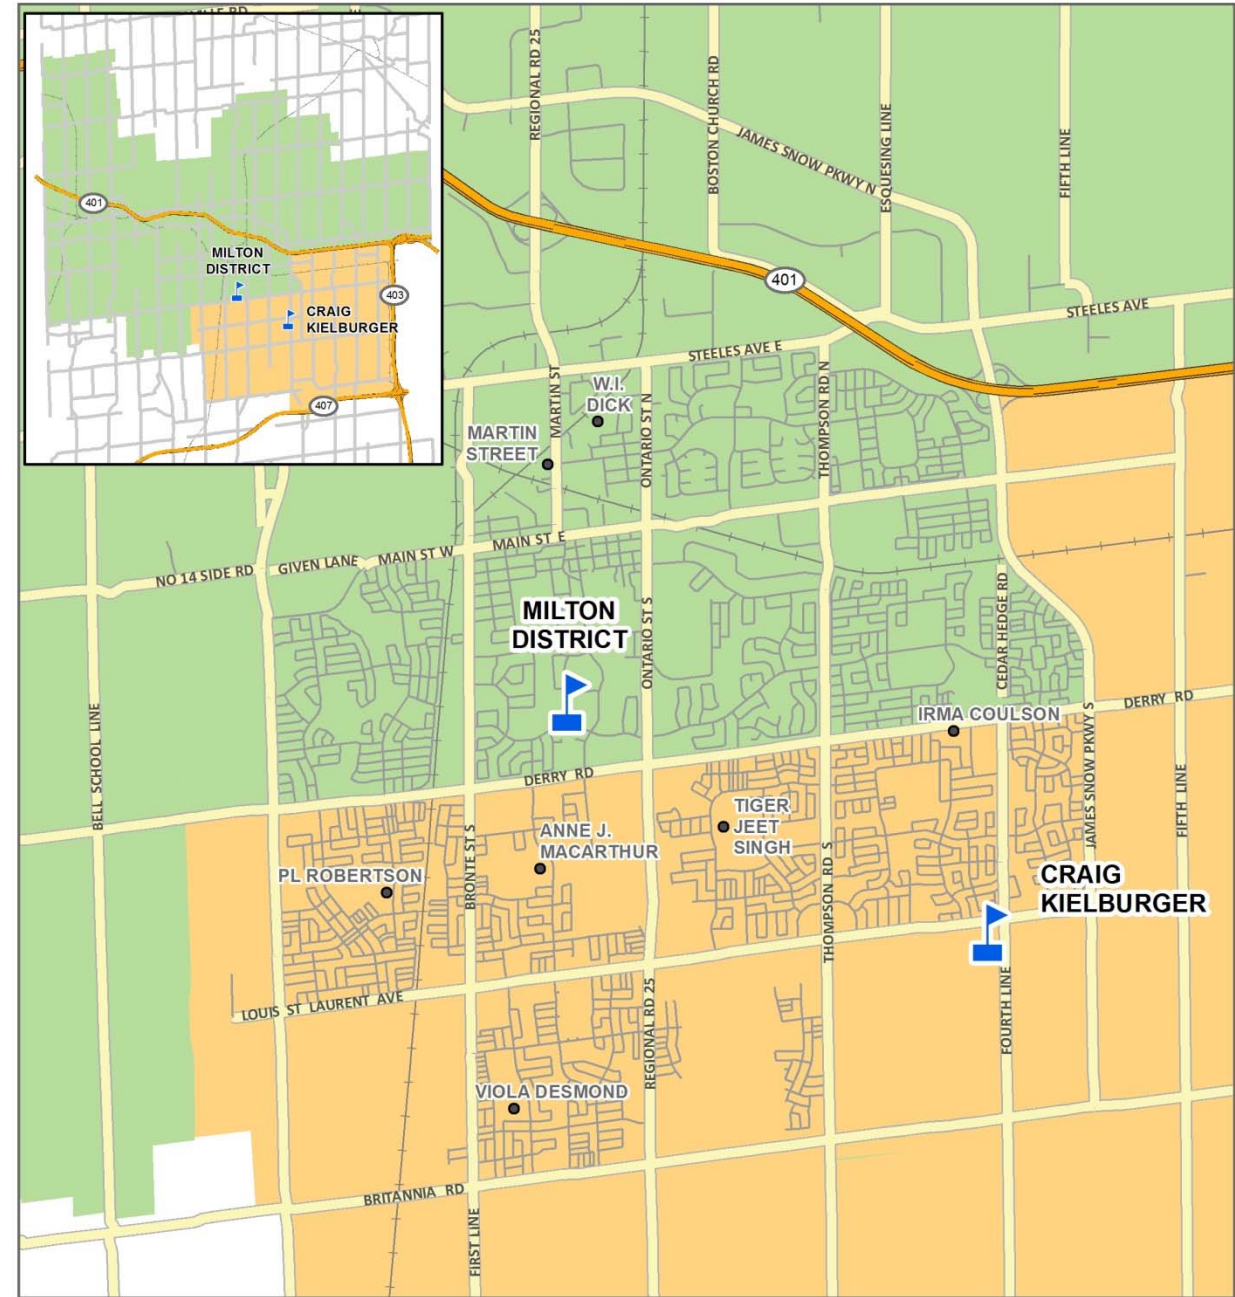 401
MILTON
DISTRICT
403
CRAIG
KIELBURGER
407
REGIONAL RD 25
BOSTON CHURCH RD
JAMES SNOW PKWY N
ESQUESING LINE
FIFTH LINE
401
STEELES AVE
STEELES AVE E
MARTIN ST
W.I.
DICK
MARTIN
STREET
ONTARIO ST N
THOMPSON RD N
NO 14 SIDE RD
GIVEN LANE
MAIN ST W
MAIN ST E
MILTON
DISTRICT
ONTARIO ST S
CEDAR HEDGE RD
DERRY RD
IRMA COULSON
JAMES SNOW PKWY S
FIFTH LINE
BELL SCHOOL LINE
DERRY RD
TIGER
JEET
SINGH
ANNE J.
MACARTHUR
PL ROBERTSON
BRONTE ST S
THOMPSON RD S
CRAIG
KIELBURGER
LOUIS ST LAURENT AVE
REGIONAL RD 25
FOURTH LINE
VIOLA DESMOND
BRITANNIA RD
FIRST LINE